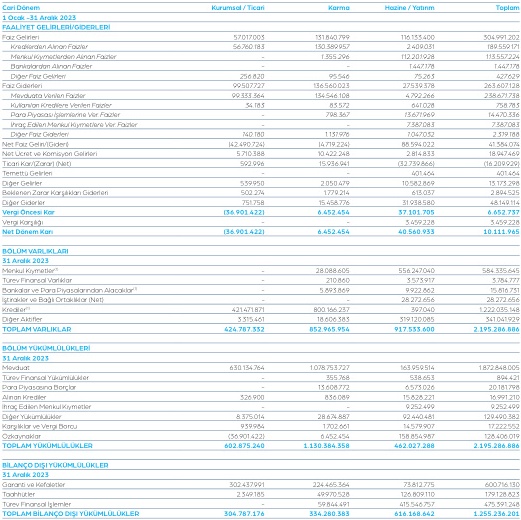 Cari Dönem Kurumsal / Ticari Karma Hazine / Yatırım Toplam
1 Ocak -31 Aralık 2023
FAALİYET GELİRLERİ/GİDERLERİ
Faiz Gelirleri 57.017.003 131.840.799 116.133.400 304.991.202
Kredilerden Alınan Faizler 56.760.183 130.389.957 2.409.031 189.559.171
Menkul Kıymetlerden Alınan Faizler – 1.355.296 112.201.928 113.557.224
Bankalardan Alınan Faizler – – 1.447.178 1.447.178
Diğer Faiz Gelirleri 256.820 95.546 75.263 427.629
Faiz Giderleri 99.507.727 136.560.023 27.539.378 263.607.128
Mevduata Verilen Faizler 99.333.364 134.546.108 4.792.266 238.671.738
Kullanılan Kredilere Verilen Faizler 34.183 83.572 641.028 758.783
Para Piyasası İşlemlerine Ver. Faizler – 798.367 13.671.969 14.470.336
İhraç Edilen Menkul Kıymetlere Ver. Faizler – – 7.387.083 7.387.083
Diğer Faiz Giderleri 140.180 1.131.976 1.047.032 2.319.188
Net Faiz Geliri/(Gideri) (42.490.724) (4.719.224) 88.594.022 41.384.074
Net Ücret ve Komisyon Gelirleri 5.710.388 10.422.248 2.814.833 18.947.469
Ticari Kar/(Zarar) (Net) 592.996 15.936.941 (32.739.866) (16.209.929)
Temettü Gelirleri – – 401.464 401.464
Diğer Gelirler 539.950 2.050.479 10.582.869 13.173.298
Beklenen Zarar Karşılıkları Giderleri 502.274 1.779.214 613.037 2.894.525
Diğer Giderler 751.758 15.458.776 31.938.580 48.149.114
Vergi Öncesi Kar (36.901.422) 6.452.454 37.101.705 6.652.737
Vergi Karşılığı – – 3.459.228 3.459.228
Net Dönem Karı (36.901.422) 6.452.454 40.560.933 10.111.965
BÖLÜM VARLIKLARI
31 Aralık 2023
Menkul Kıymetler – 28.088.605 556.247.040 584.335.645
Türev Finansal Varlıklar – 210.860 3.573.917 3.784.777
Bankalar ve Para Piyasalarından Alacaklar – 5.893.869 9.922.862 15.816.731
İştirakler ve Bağlı Ortaklıklar (Net) – – 28.272.656 28.272.656
Krediler 421.471.871 800.166.237 397.040 1.222.035.148
Diğer Aktifler 3.315.461 18.606.383 319.120.085 341.041.929
TOPLAM VARLIKLAR 424.787.332 852.965.954 917.533.600 2.195.286.886
BÖLÜM YÜKÜMLÜLÜKLERİ
31 Aralık 2023
Mevduat 630.134.764 1.078.753.727 163.959.514 1.872.848.005
Türev Finansal Yükümlülükler – 355.768 538.653 894.421
Para Piyasasına Borçlar – 13.608.772 6.573.026 20.181.798
Alınan Krediler 326.900 836.089 15.828.221 16.991.210
İhraç Edilen Menkul Kıymetler – – 9.252.499 9.252.499
Diğer Yükümlülükler 8.375.014 28.674.887 92.440.481 129.490.382
Karşılıklar ve Vergi Borcu 939.984 1.702.661 14.579.907 17.222.552
Özkaynaklar (36.901.422) 6.452.454 158.854.987 128.406.019
TOPLAM YÜKÜMLÜLÜKLER 602.875.240 1.130.384.358 462.027.288 2.195.286.886
BİLANÇO DIŞI YÜKÜMLÜLÜKLER
31 Aralık 2023
Garanti ve Kefaletler 302.437.991 224.465.364 73.812.775 600.716.130
Taahhütler 2.349.185 49.970.528 126.809.110 179.128.823
Türev Finansal İşlemler – 59.844.491 415.546.757 475.391.248
TOPLAM BİLANÇO DIŞI YÜKÜMLÜLÜKLER 304.787.176 334.280.383 616.168.642 1.255.236.201